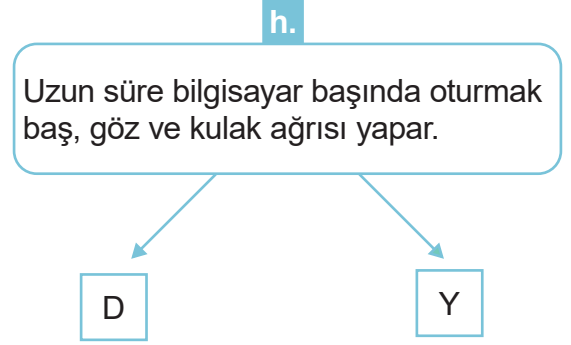 h.
Uzun süre bilgisayar başında oturmak
baş, göz ve kulak ağrısı yapar.
D
Y